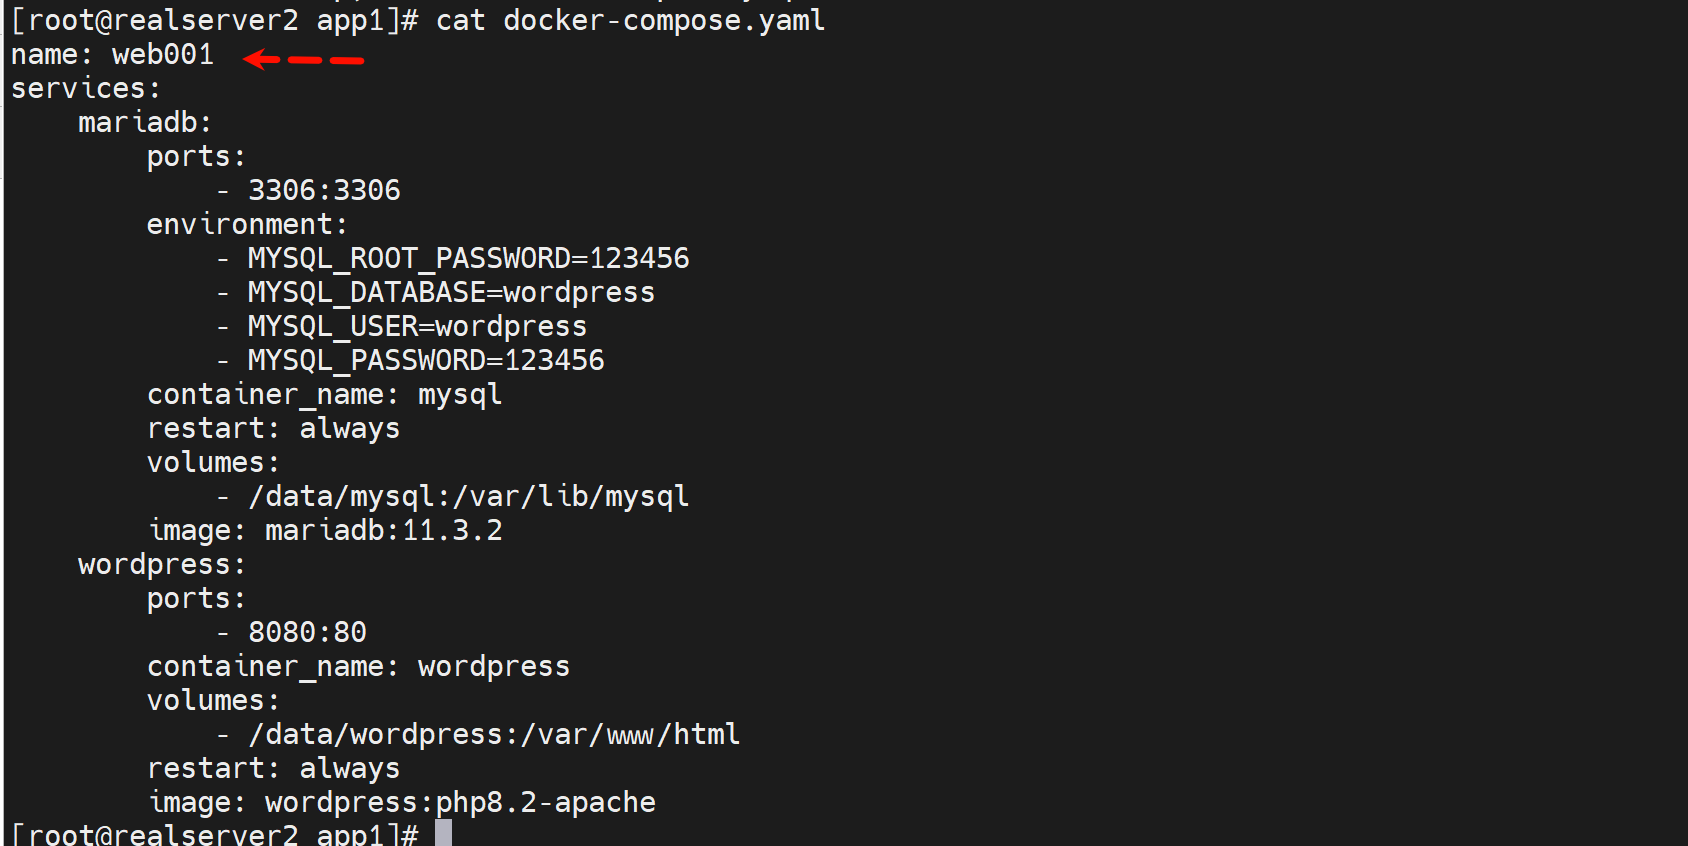 [root@realserver2 app1]# cat docker-compose.yaml
name: web001
services:
    mariadb:
        ports:
            - 3306:3306
        environment:
            - MYSQL_ROOT_PASSWORD=123456
            - MYSQL_DATABASE=wordpress
            - MYSQL_USER=wordpress
            - MYSQL_PASSWORD=123456
        container_name: mysql
        restart: always
        volumes:
            - /data/mysql:/var/lib/mysql
        image: mariadb:11.3.2
    wordpress:
        ports:
            - 8080:80
        container_name: wordpress
        volumes:
            - /data/wordpress:/var/www/html
        restart: always
        image: wordpress:php8.2-apache
[root@realserver2 app1]#